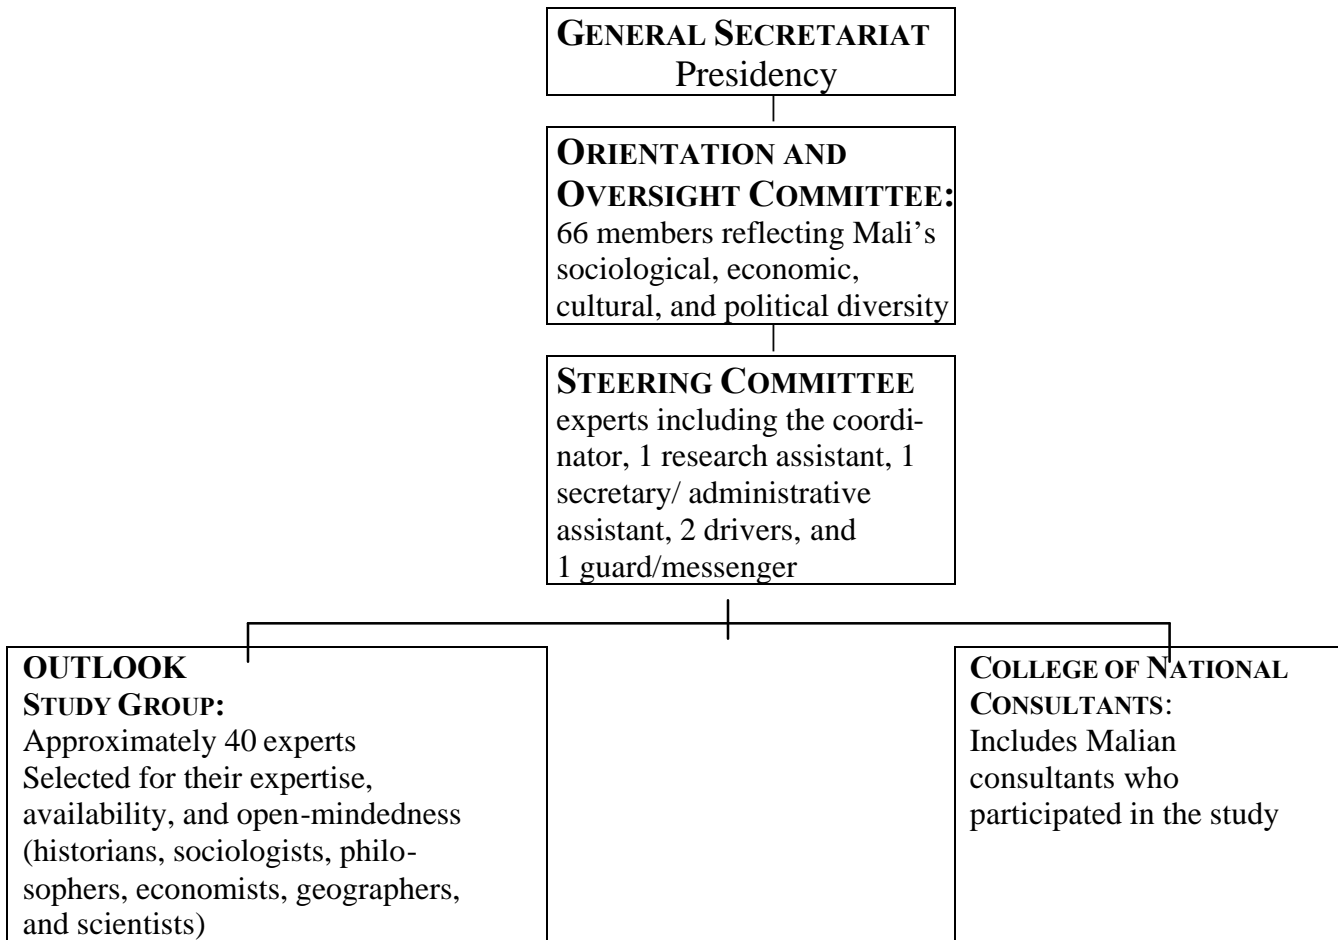 GENERAL SECRETARIAT
Presidency
ORIENTATION AND
OVERSIGHT COMMITTEE:
66 members reflecting Mali’s
sociological, economic,
cultural, and political diversity
STEERING COMMITTEE
experts including the coordi-
nator, 1 research assistant, 1
secretary/ administrative
assistant, 2 drivers, and
1 guard/messenger
OUTLOOK
STUDY GROUP:
Approximately 40 experts
Selected for their expertise,
availability, and open-mindedness
(historians, sociologists, philo-
sophers, economists, geographers,
and scientists)
COLLEGE OF NATIONAL
CONSULTANTS:
Includes Malian
consultants who
participated in the study